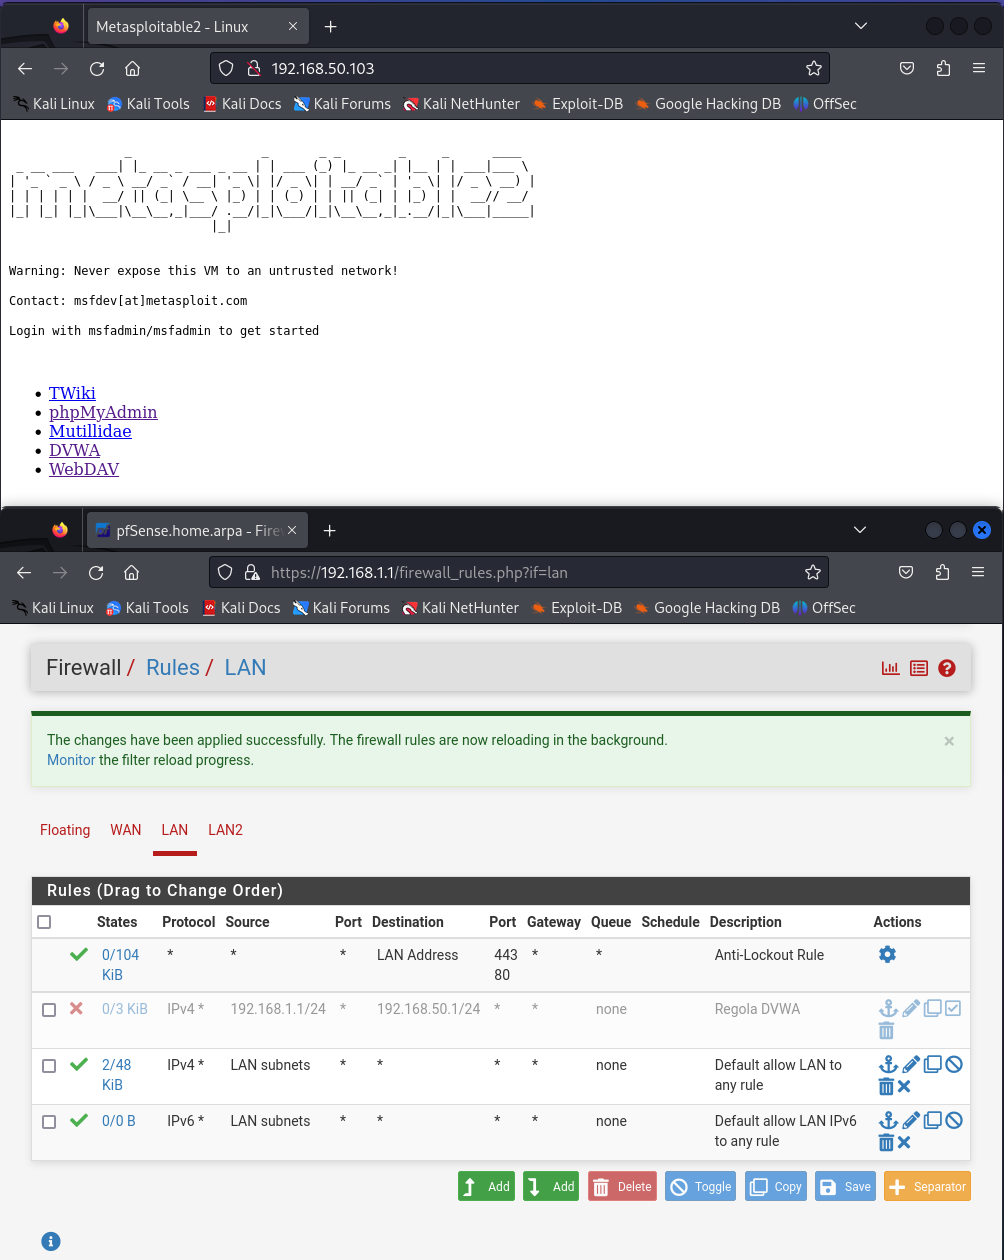 Metasploitable2 - Linux
192.168.50.103
Kali Linux Kali Tools Kali Docs Kali Forums Kali NetHunter Exploit-DB Google Hacking DB OffSec
metasploitable2
Warning: Never expose this VM to an untrusted network!
Contact: msfdev[at]metasploit.com
Login with msfadmin/msfadmin to get started
TWiki
phpMyAdmin
Mutillidae
DVWA
WebDAV
pfSense.home.arpa - Fire
https://192.168.1.1/firewall_rules.php?if=lan
Kali Linux Kali Tools Kali Docs Kali Forums Kali NetHunter Exploit-DB Google Hacking DB OffSec
Firewall / Rules / LAN
The changes have been applied successfully. The firewall rules are now reloading in the background.
Monitor the filter reload progress.
Floating WAN LAN LAN2
Rules (Drag to Change Order)
States Protocol Source Port Destination Port Gateway Queue Schedule Description Actions
0/104 * * * LAN Address 443 * * Anti-Lockout Rule
KiB 80
0/3 KiB IPv4 * 192.168.1.1/24 * 192.168.50.1/24 * * none Regola DVWA
2/48 IPv4 * LAN subnets * * * * none Default allow LAN to
KiB any rule
0/0 B IPv6 * LAN subnets * * * * none Default allow LAN IPv6
to any rule
Add Add Delete Toggle Copy Save Separator